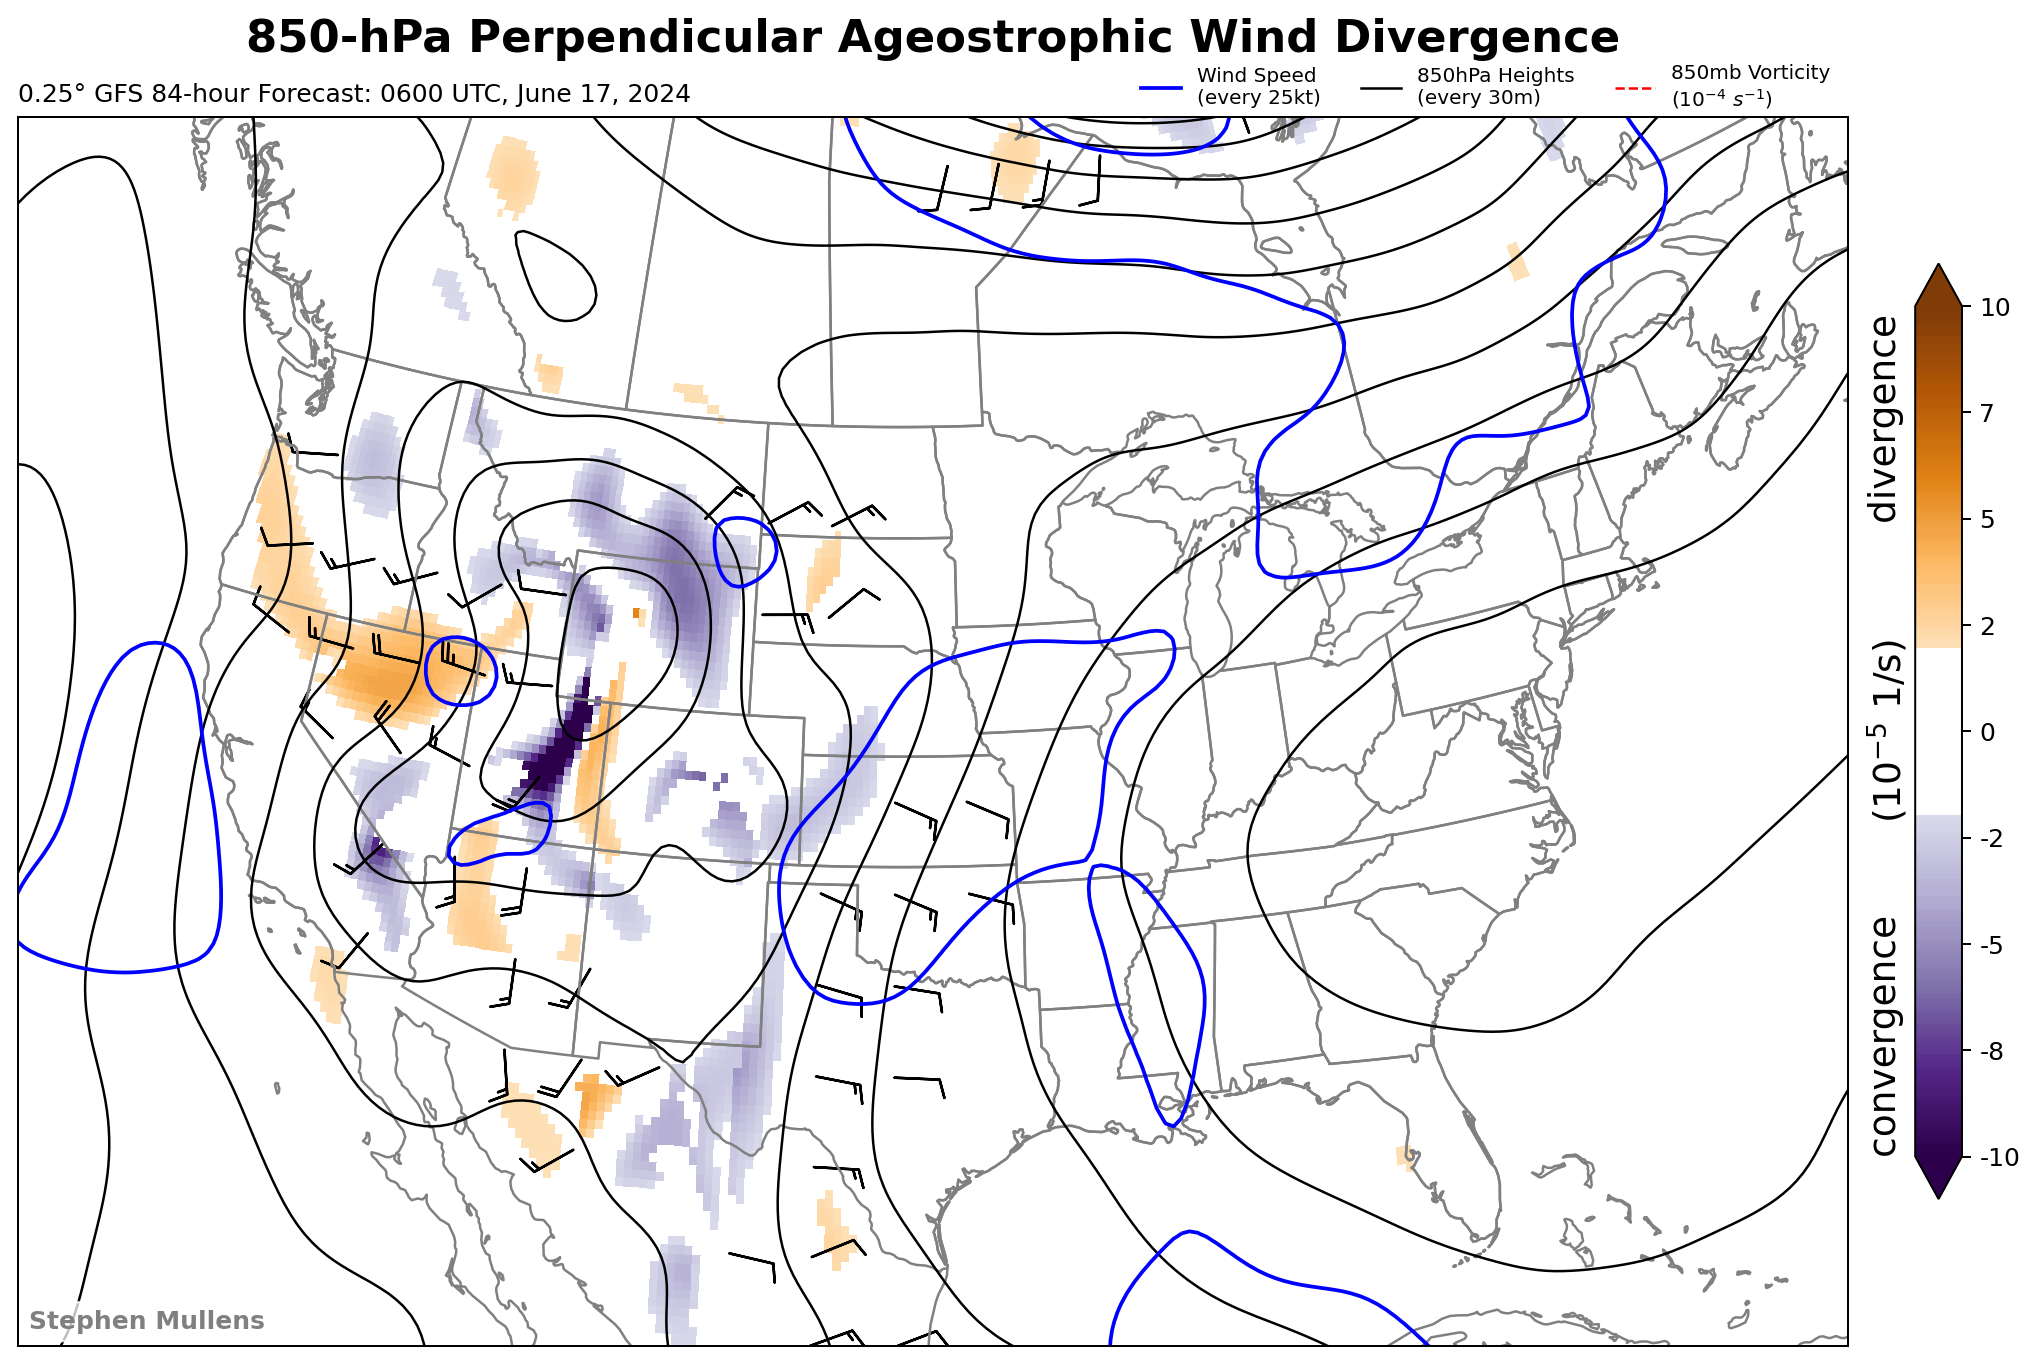 850-hPa Perpendicular Ageostrophic Wind Divergence
0.25° GFS 84-hour Forecast: 0600 UTC, June 17, 2024
Wind Speed
(every 25kt)
850hPa Heights
(every 30m)
850mb Vorticity
(10⁻⁴ s⁻¹)
10
7
5
2
0
-2
-5
-8
-10
convergence (10⁻⁵ 1/s) divergence
Stephen Mullens